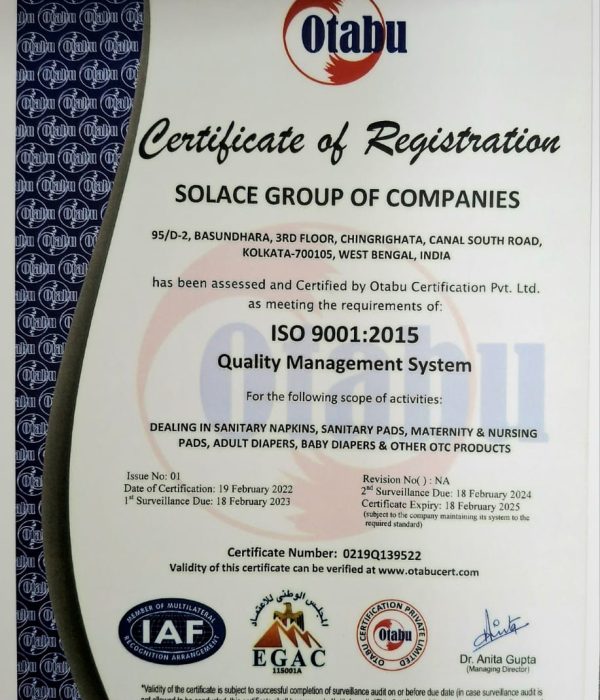 Otabu
Certificate of Registration
SOLACE GROUP OF COMPANIES
95/D-2, BASUNDHARA, 3RD FLOOR, CHINGRIGHATA, CANAL SOUTH ROAD,
KOLKATA-700105, WEST BENGAL, INDIA
has been assessed and Certified by Otabu Certification Pvt. Ltd.
as meeting the requirements of:
ISO 9001:2015
Quality Management System
For the following scope of activities:
DEALING IN SANITARY NAPKINS, SANITARY PADS, MATERNITY & NURSING
PADS, ADULT DIAPERS, BABY DIAPERS & OTHER OTC PRODUCTS
Issue No: 01
Date of Certification: 19 February 2022
1st Surveillance Due: 18 February 2023
Revision No( ) : NA
2nd Surveillance Due: 18 February 2024
Certificate Expiry: 18 February 2025
(subject to the company maintaining its system to the
required standard)
Certificate Number: 0219Q139522
Validity of this certificate can be verified at www.otabucert.com
MEMBER OF MULTILATERAL
IAF
RECOGNITION ARRANGEMENT
المجلس الوطني للاعتماد
EGAC
115001A
OTABU CERTIFICATION PRIVATE LIMITED
Otabu
Anita
Dr. Anita Gupta
(Managing Director)
"Validity of the certificate is subject to successful completion of surveillance audit on or before due date (in case surveillance audit is